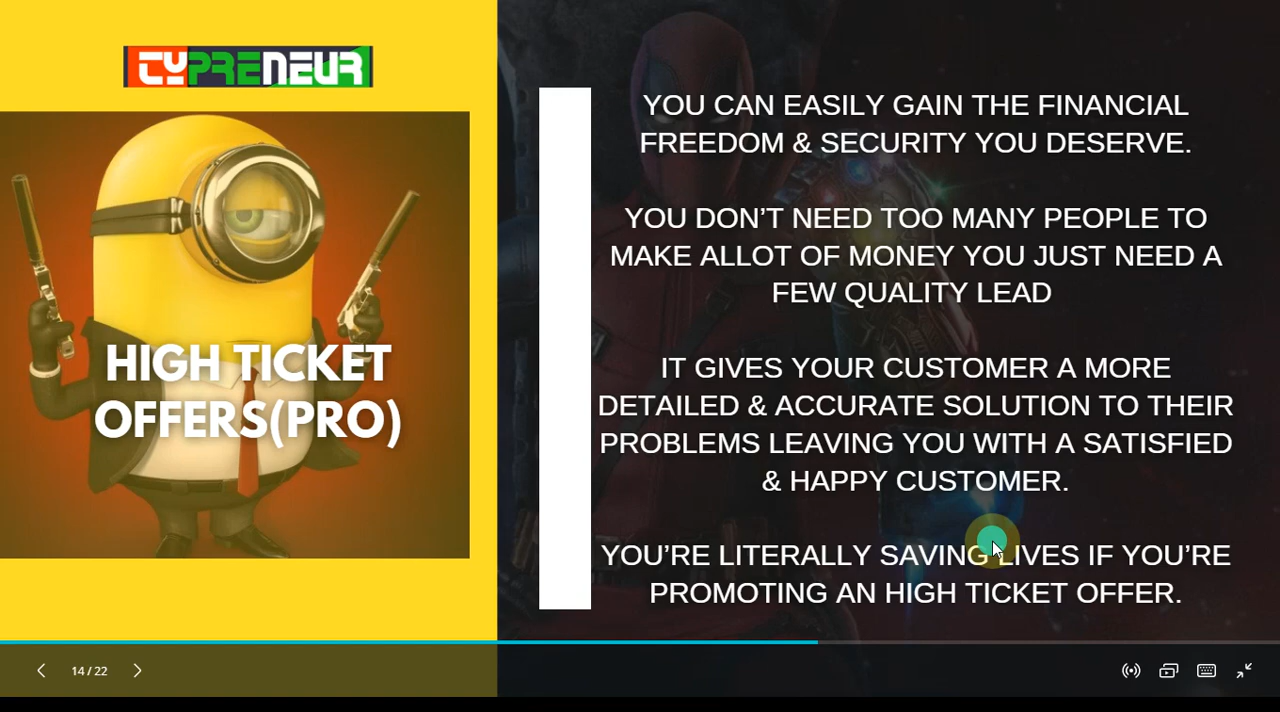 TYPRENEUR
HIGH TICKET
OFFERS(PRO)
YOU CAN EASILY GAIN THE FINANCIAL
FREEDOM & SECURITY YOU DESERVE.
YOU DON’T NEED TOO MANY PEOPLE TO
MAKE ALLOT OF MONEY YOU JUST NEED A
FEW QUALITY LEAD
IT GIVES YOUR CUSTOMER A MORE
DETAILED & ACCURATE SOLUTION TO THEIR
PROBLEMS LEAVING YOU WITH A SATISFIED
& HAPPY CUSTOMER.
YOU’RE LITERALLY SAVING LIVES IF YOU’RE
PROMOTING AN HIGH TICKET OFFER.
14 / 22